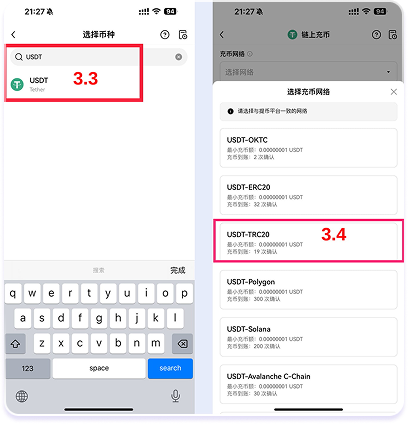 21:27
94
选择币种
USDT
USDT
Tether
3.3
搜索
完成
q w e r t y u i o p
a s d f g h j k l
z x c v b n m
123
space
search
21:27
94
链上充币
充币网络
选择网络
选择充币网络
请选择与提币平台一致的网络
USDT-OKTC
最小充币额：0.00000001 USDT
充币到账：2 次确认
USDT-ERC20
最小充币额：0.00000001 USDT
充币到账：32 次确认
USDT-TRC20
最小充币额：0.00000001 USDT
充币到账：19 次确认
3.4
USDT-Polygon
最小充币额：0.00000001 USDT
充币到账：300 次确认
USDT-Solana
最小充币额：0.00000001 USDT
充币到账：200 次确认
USDT-Avalanche C-Chain
最小充币额：0.00000001 USDT
充币到账：30 次确认